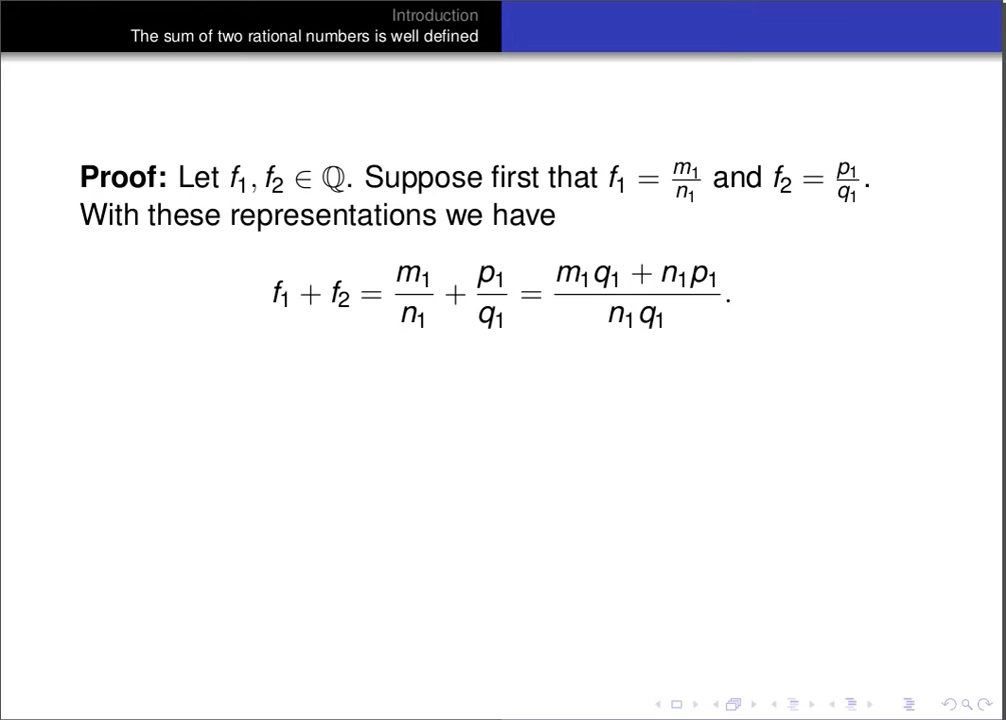 Introduction
The sum of two rational numbers is well defined
Proof: Let f₁, f₂ ∈ ℚ. Suppose first that f₁ = m₁/n₁ and f₂ = p₁/q₁.
With these representations we have
f₁ + f₂ = m₁/n₁ + p₁/q₁ = (m₁q₁ + n₁p₁)/(n₁q₁).